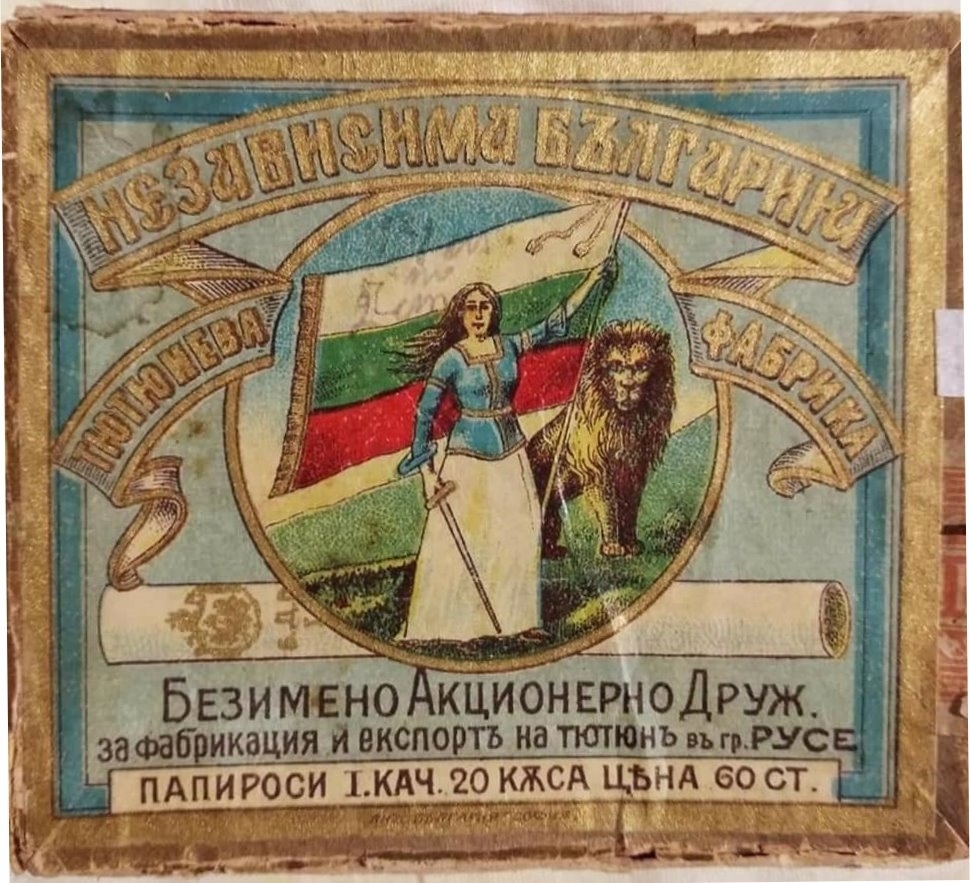 НЕЗАВИСИМА БЪЛГАРИЯ
ТЮТЮНЕВА ФАБРИКА
БЕЗИМЕНО АКЦИОНЕРНО ДРУЖ.
за фабрикация и експортъ на тютюнъ въ гр. РУСЕ
ПАПИРОСИ I. КАЧ. 20 КѪСА ЦѢНА 60 СТ.